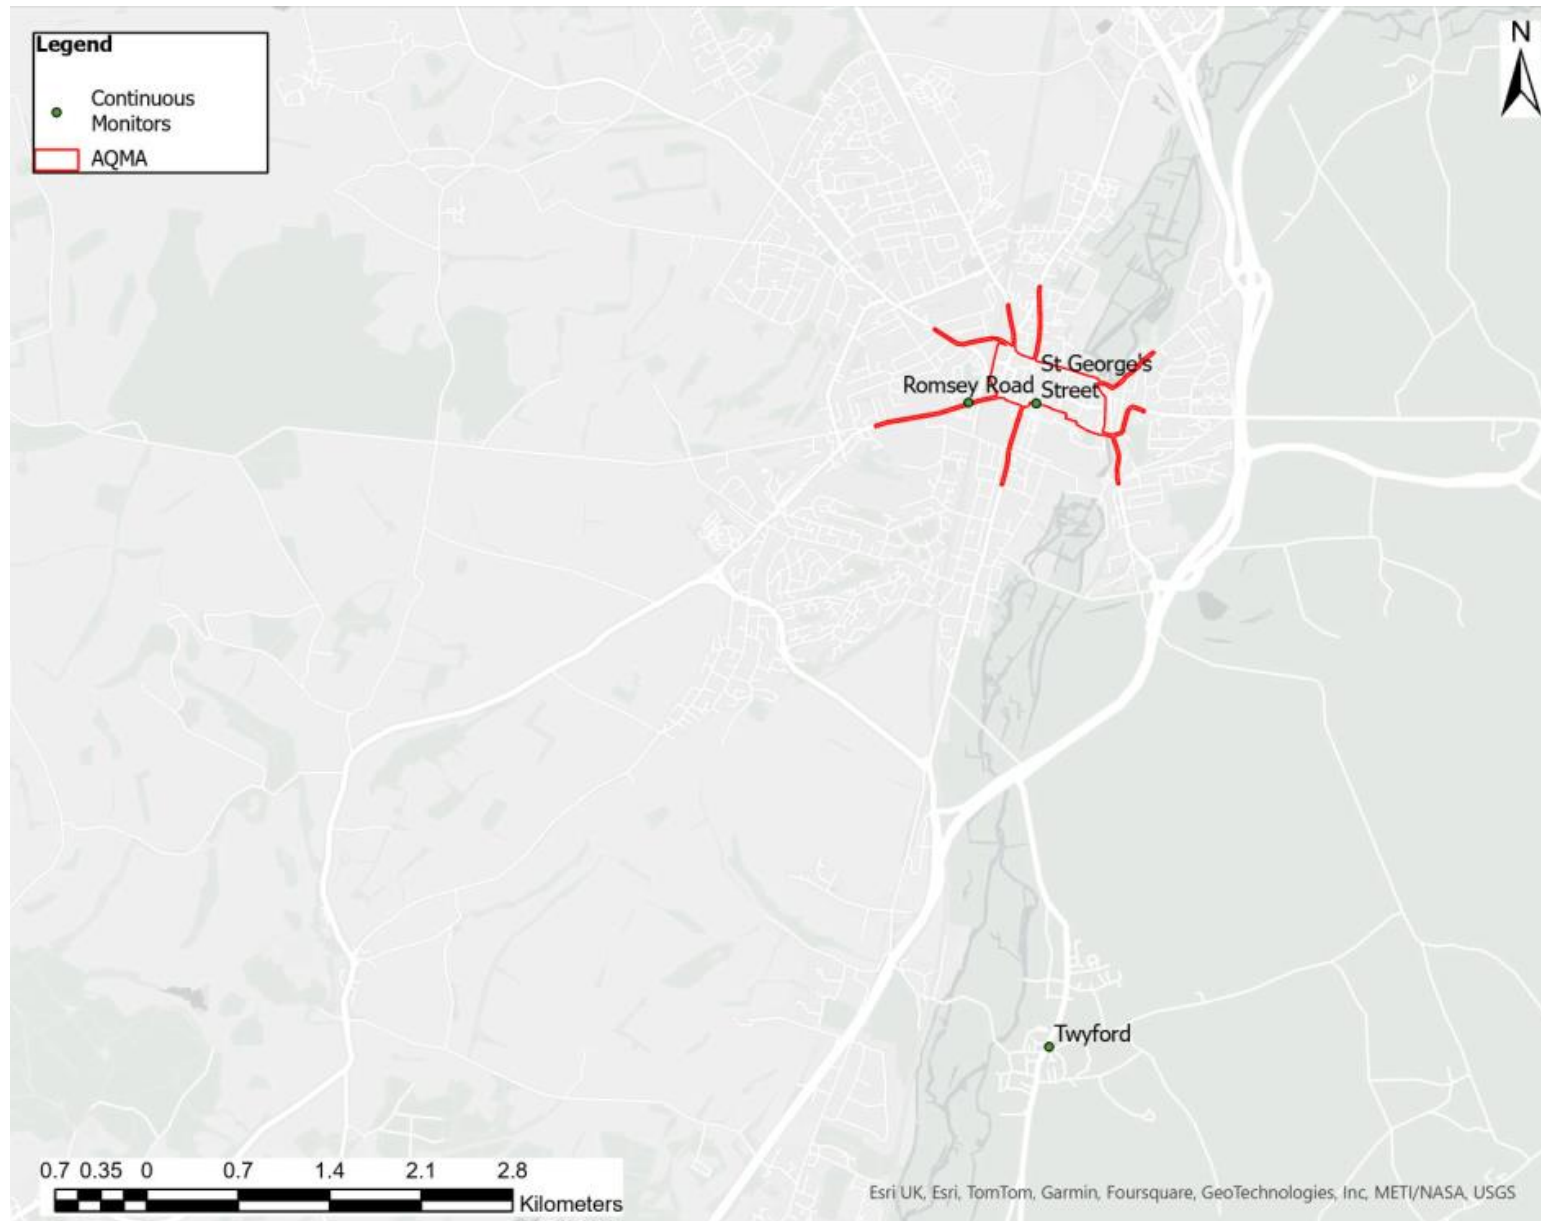 Legend
Continuous
Monitors
AQMA
N
St George's
Romsey Road Street
Twyford
0.7 0.35 0 0.7 1.4 2.1 2.8
Kilometers
Esri UK, Esri, TomTom, Garmin, Foursquare, GeoTechnologies, Inc, METI/NASA, USGS